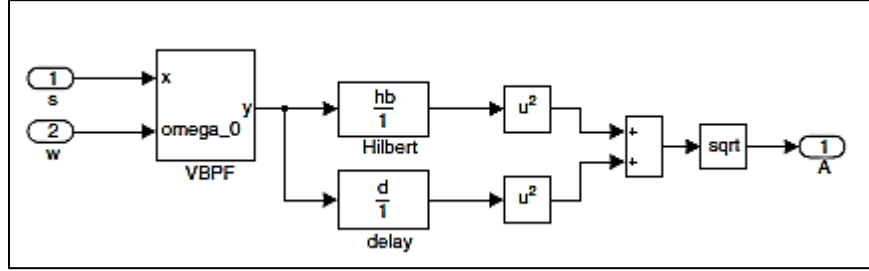 1
s
2
w
x
omega_0
y
VBPF
hb
1
Hilbert
d
1
delay
u²
u²
+
+
sqrt
1
A